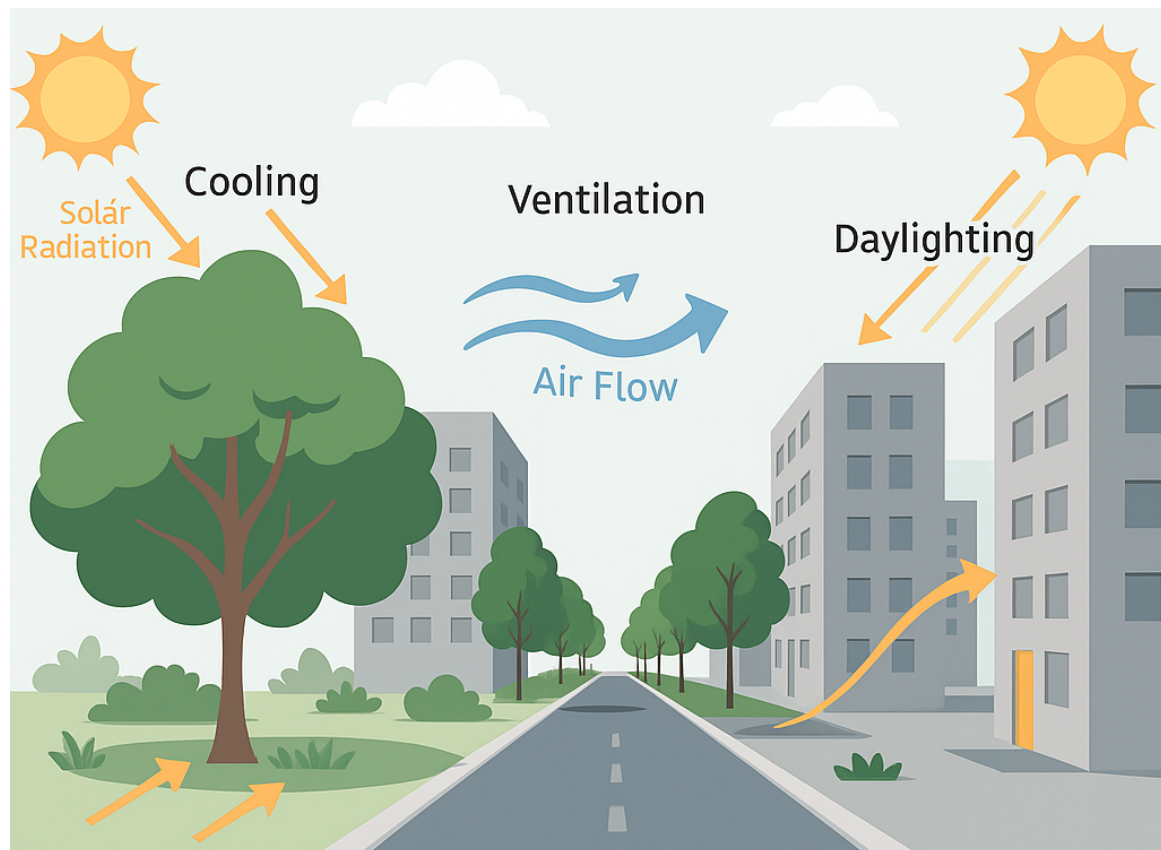 Cooling
Solár
Radiation
Ventilation
Air Flow
Daylighting